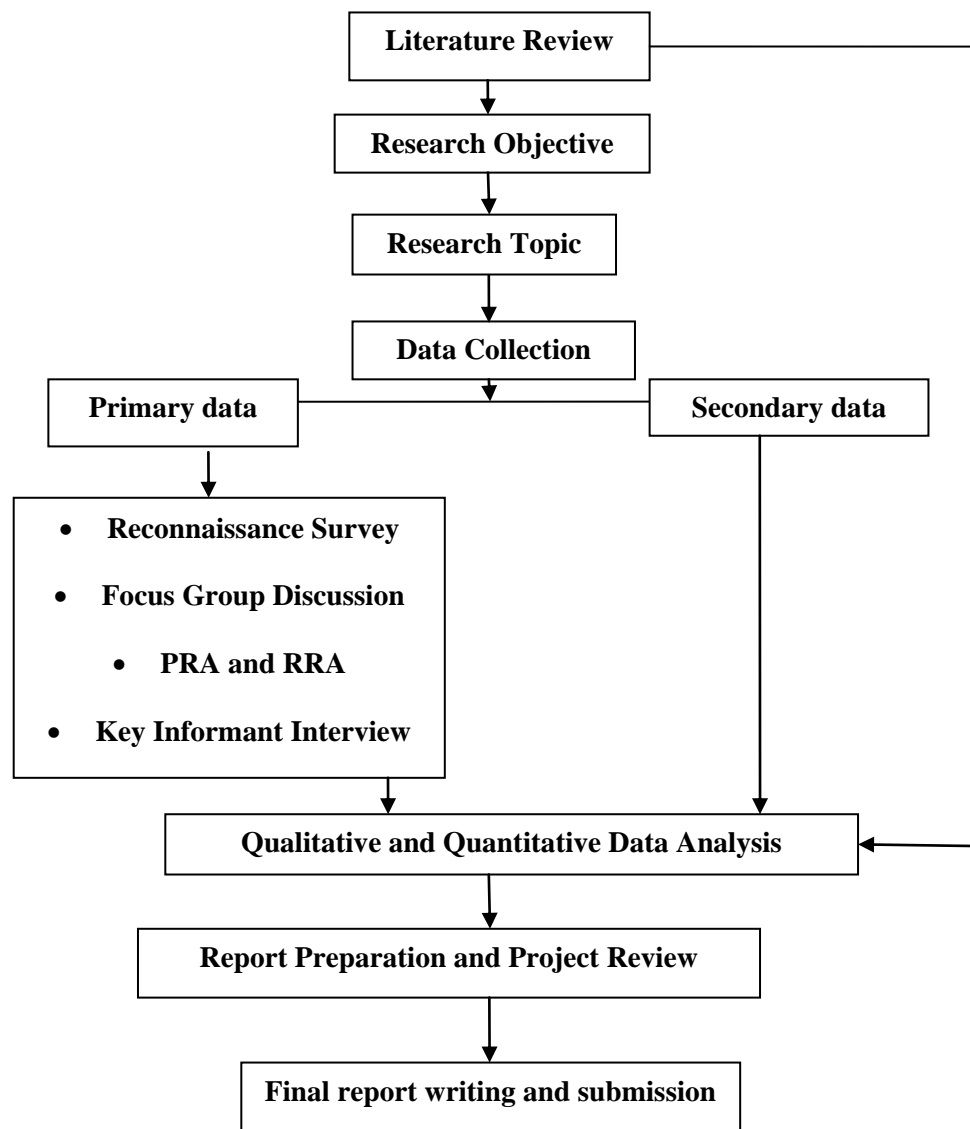 Literature Review
Research Objective
Research Topic
Data Collection
Primary data
Secondary data
• Reconnaissance Survey
• Focus Group Discussion
• PRA and RRA
• Key Informant Interview
Qualitative and Quantitative Data Analysis
Report Preparation and Project Review
Final report writing and submission